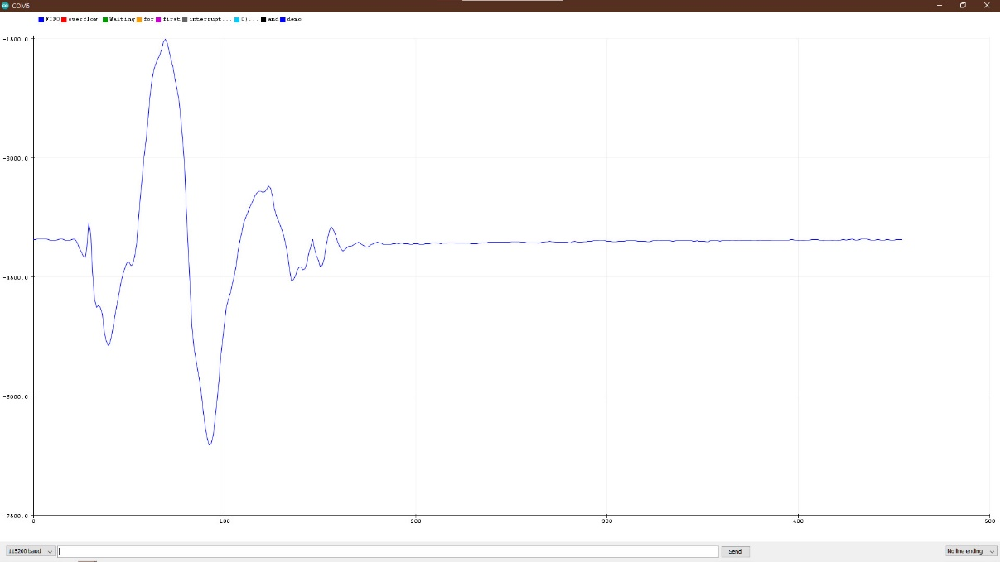 COM5
FIFO overflow! Waiting for first interrupt... 0)... and demo
-1500.0
-3000.0
-4500.0
-6000.0
-7500.0
0 100 200 300 400 500
115200 baud Send No line ending